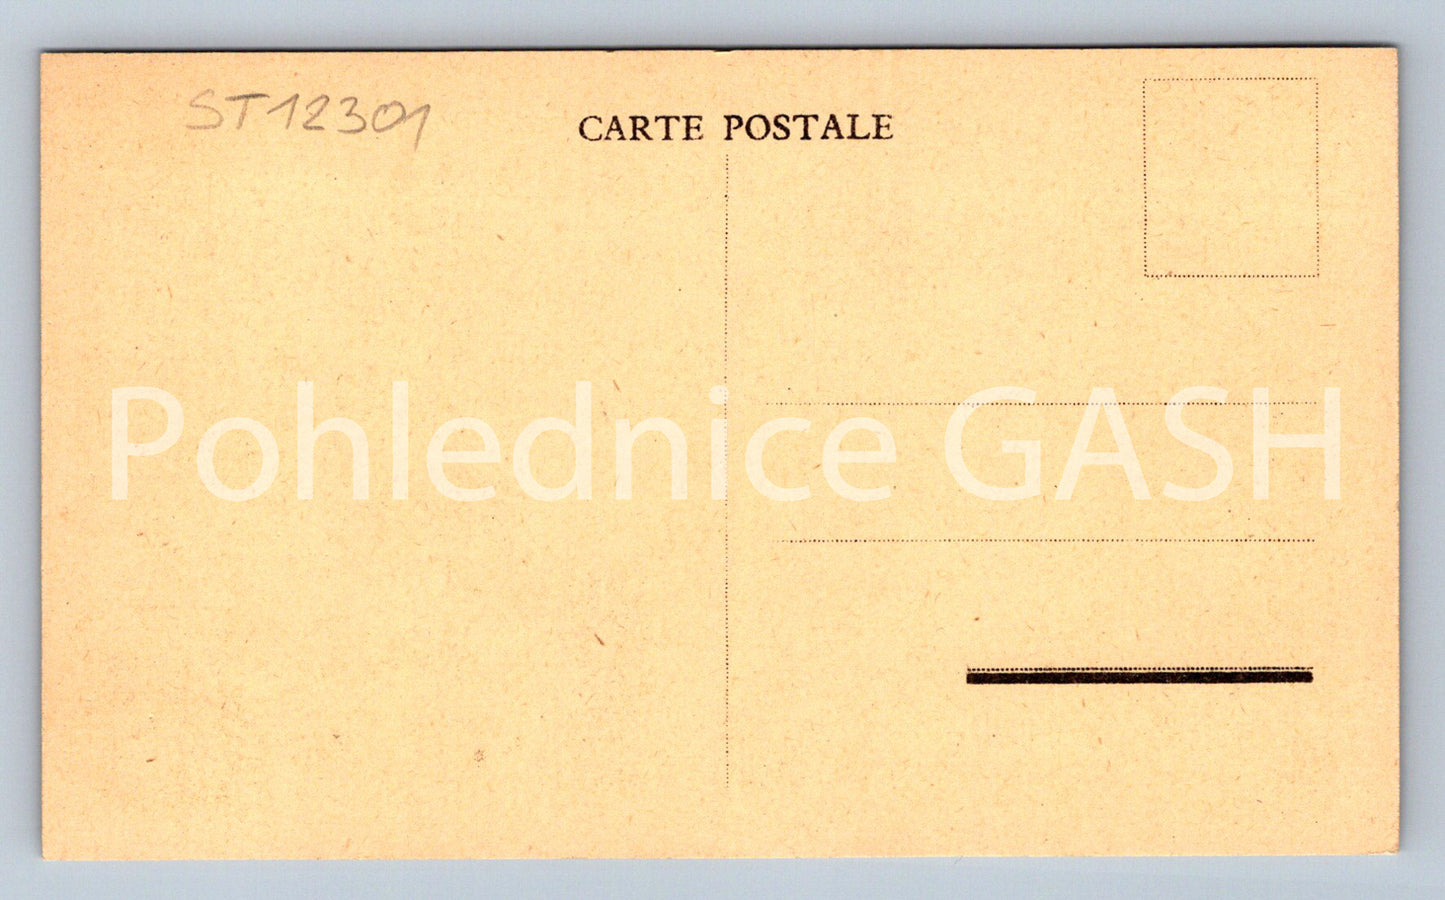 ST12301
CARTE POSTALE
Pohlednice GASH